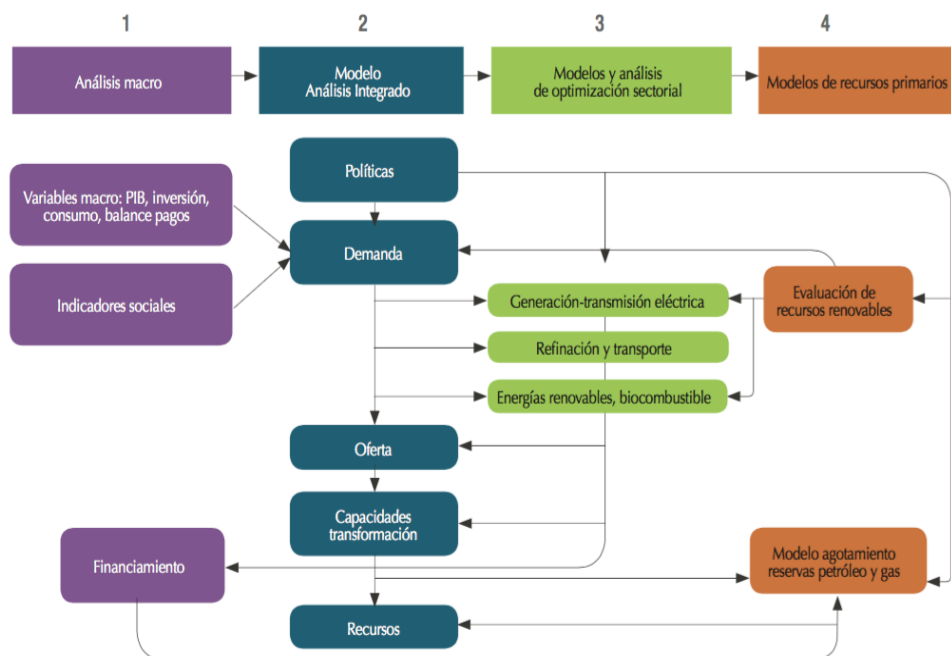 1
2
3
4
Análisis macro
Modelo
Análisis Integrado
Modelos y análisis
de optimización sectorial
Modelos de recursos primarios
Políticas
Variables macro: PIB, inversión,
consumo, balance pagos
Demanda
Indicadores sociales
Generación-transmisión eléctrica
Evaluación de
recursos renovables
Refinación y transporte
Energías renovables, biocombustible
Oferta
Capacidades
transformación
Financiamiento
Modelo agotamiento
reservas petróleo y gas
Recursos